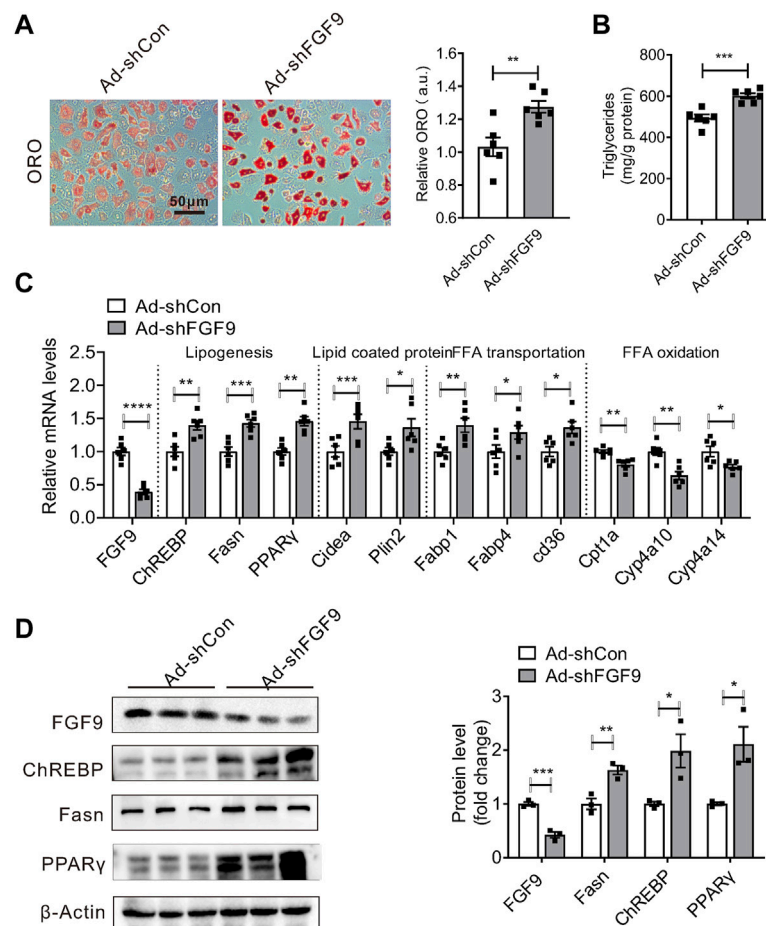 A
Ad-shCon
Ad-shFGF9
ORO
50μm
Relative ORO ( a.u.)
1.6
1.4
1.2
1.0
0.8
0.6
**
Ad-shCon
Ad-shFGF9
B
Triglycerides
(mg/g protein)
800
600
400
200
0
***
Ad-shCon
Ad-shFGF9
C
Ad-shCon
Ad-shFGF9
Relative mRNA levels
2.5
2.0
1.5
1.0
0.5
0.0
Lipogenesis
Lipid coated protein
FFA transportation
FFA oxidation
**** ** *** ** *** * ** * * ** ** *
FGF9
ChREBP
Fasn
PPARγ
Cidea
Plin2
Fabp1
Fabp4
cd36
Cpt1a
Cyp4a10
Cyp4a14
D
Ad-shCon
Ad-shFGF9
FGF9
ChREBP
Fasn
PPARγ
β-Actin
Ad-shCon
Ad-shFGF9
Protein level
(fold change)
3
2
1
0
*** ** * *
FGF9
Fasn
ChREBP
PPARγ